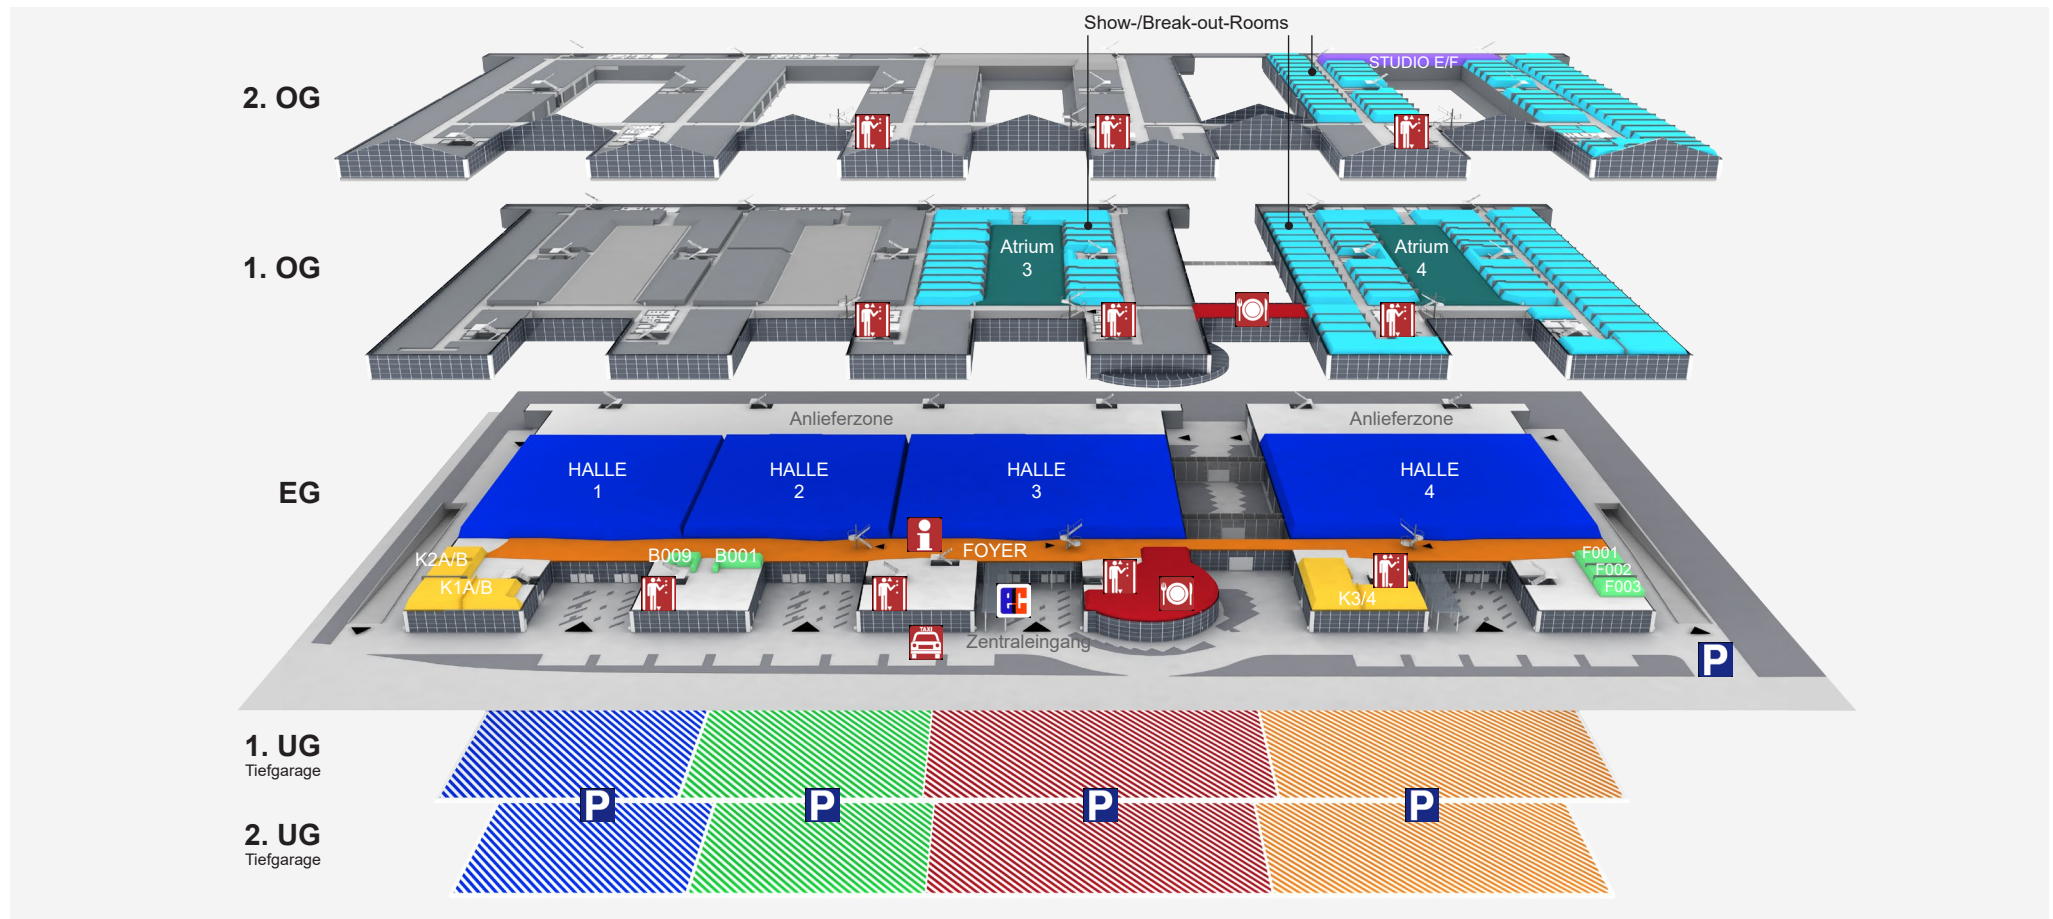 Show-/Break-out-Rooms
2. OG
STUDIO E/F
1. OG
Atrium
3
Atrium
4
Anlieferzone
Anlieferzone
EG
HALLE
1
HALLE
2
HALLE
3
HALLE
4
FOYER
K2A/B
B009
B001
F001
F002
F003
K1A/B
K3/4
EC
TAXI
Zentraleingang
P
1. UG
Tiefgarage
P
P
P
P
2. UG
Tiefgarage